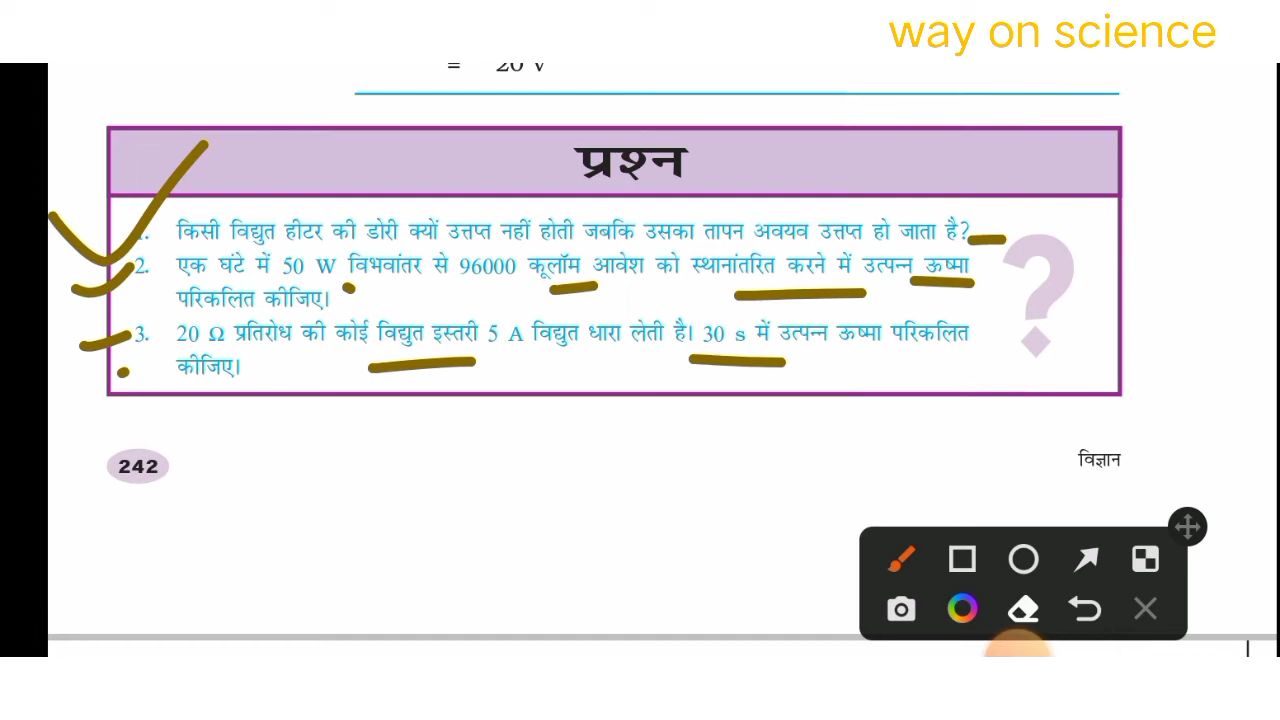 way on science
= 20 V
प्रश्न
1. किसी विद्युत हीटर की डोरी क्यों उत्तप्त नहीं होती जबकि उसका तापन अवयव उत्तप्त हो जाता है?
2. एक घंटे में 50 W विभवांतर से 96000 कूलॉम आवेश को स्थानांतरित करने में उत्पन्न ऊष्मा
परिकलित कीजिए।
3. 20 Ω प्रतिरोध की कोई विद्युत इस्तरी 5 A विद्युत धारा लेती है। 30 s में उत्पन्न ऊष्मा परिकलित
कीजिए।
?
242
विज्ञान